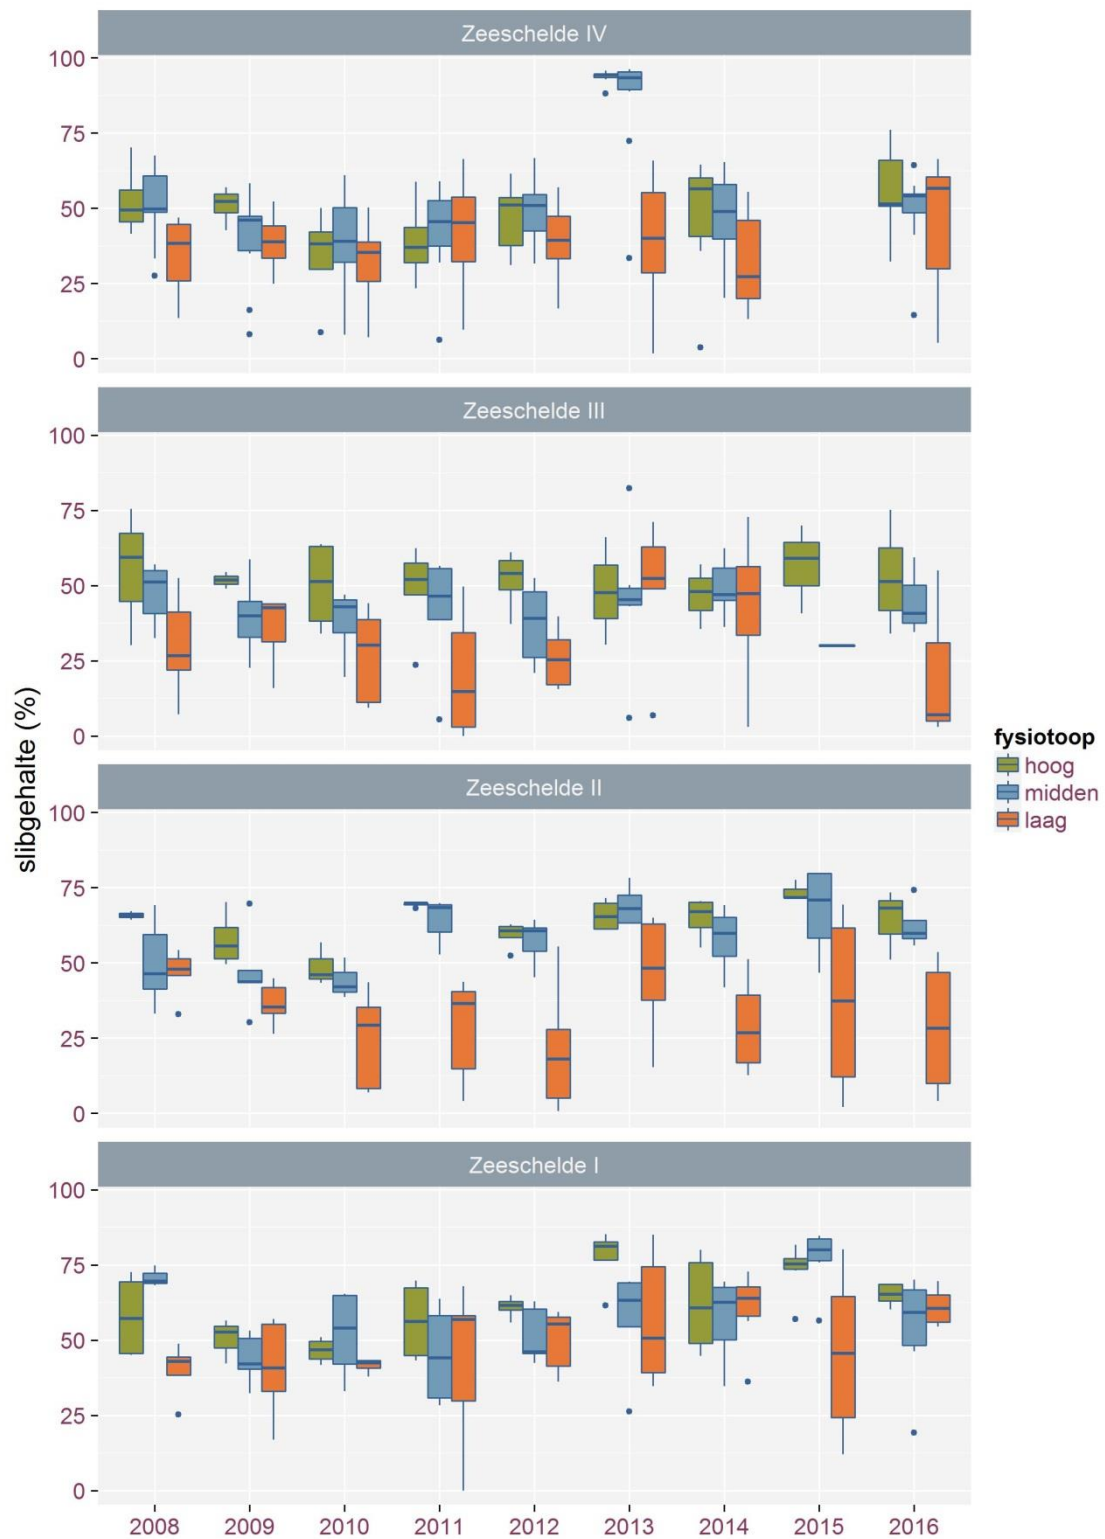 Zeeschelde IV
100
75
50
25
0
Zeeschelde III
100
75
50
25
0
Zeeschelde II
100
75
50
25
0
Zeeschelde I
100
75
50
25
0
2008 2009 2010 2011 2012 2013 2014 2015 2016
slibgehalte (%)
fysiotoop
hoog
midden
laag